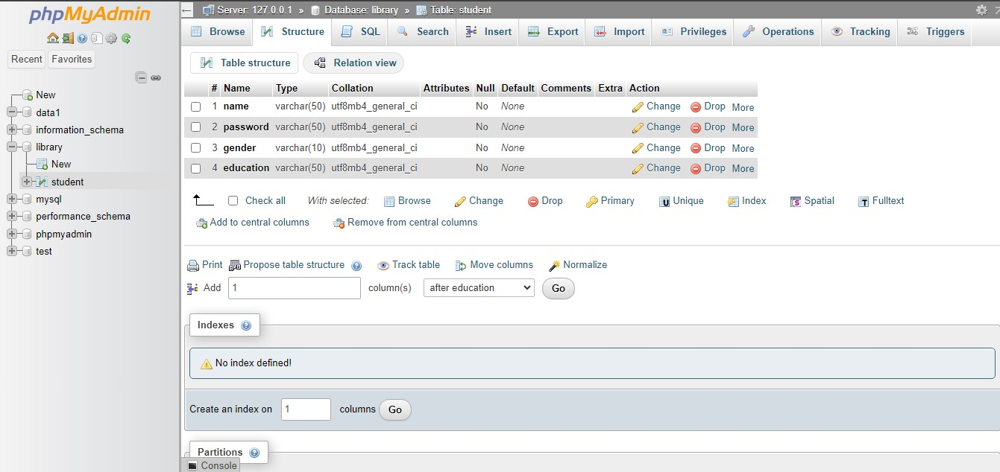 phpMyAdmin
Recent Favorites
New
data1
information_schema
library
New
student
mysql
performance_schema
phpmyadmin
test
Server: 127.0.0.1 » Database: library » Table: student
Browse Structure SQL Search Insert Export Import Privileges Operations Tracking Triggers
Table structure Relation view
# Name Type Collation Attributes Null Default Comments Extra Action
1 name varchar(50) utf8mb4_general_ci No None Change Drop More
2 password varchar(50) utf8mb4_general_ci No None Change Drop More
3 gender varchar(10) utf8mb4_general_ci No None Change Drop More
4 education varchar(50) utf8mb4_general_ci No None Change Drop More
Check all With selected: Browse Change Drop Primary Unique Index Spatial Fulltext
Add to central columns Remove from central columns
Print Propose table structure Track table Move columns Normalize
Add 1 column(s) after education Go
Indexes
No index defined!
Create an index on 1 columns Go
Partitions
Console